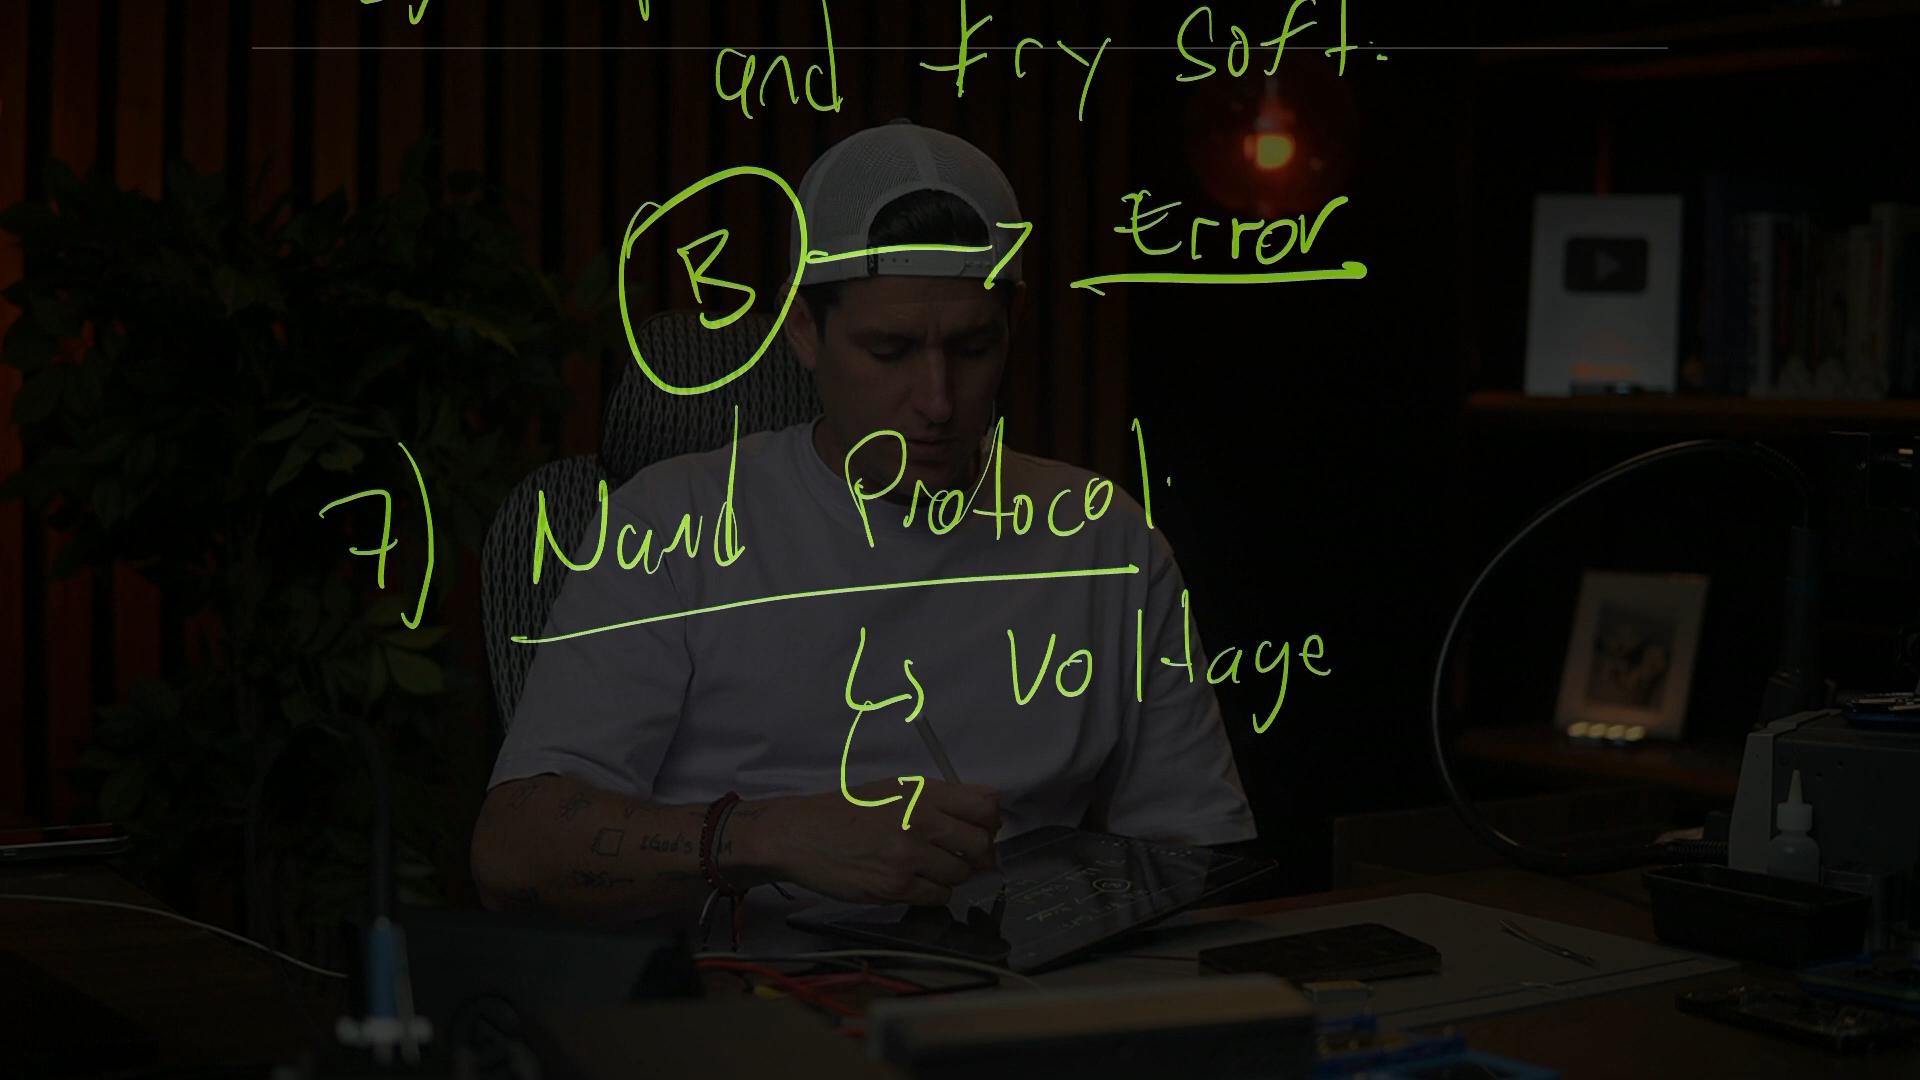 and try soft.
B → Error
7) Nand Protocol:
↳ Voltage